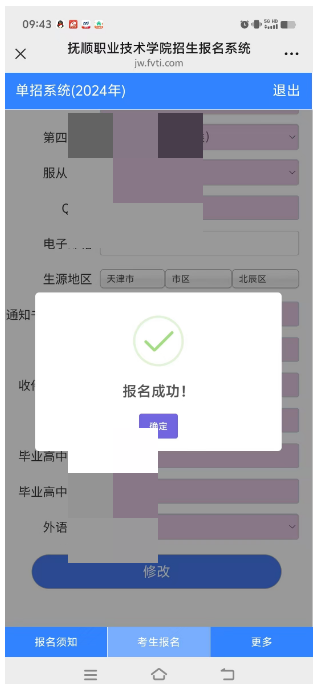 09:43
抚顺职业技术学院招生报名系统
jw.fvti.com
单招系统(2024年)
退出
第四
服从
电子
生源地区
天津市
市区
北辰区
通知
报名成功！
收
确定
毕业高中
毕业高中
外语
修改
报名须知
考生报名
更多